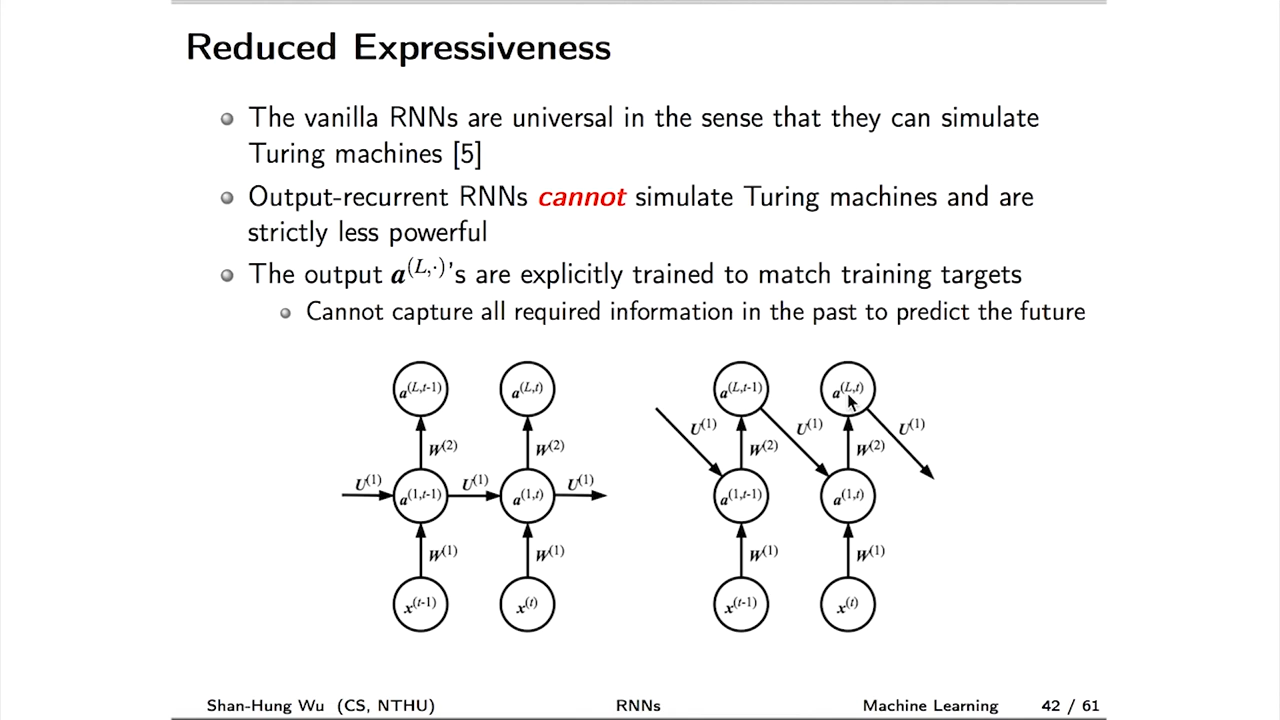 Reduced Expressiveness
The vanilla RNNs are universal in the sense that they can simulate
Turing machines [5]
Output-recurrent RNNs cannot simulate Turing machines and are
strictly less powerful
The output a^(L,·)'s are explicitly trained to match training targets
Cannot capture all required information in the past to predict the future
a^(L,t-1) a^(L,t) a^(L,t-1) a^(L,t)
U^(1) U^(1) U^(1)
W^(2) W^(2) W^(2) W^(2)
U^(1) U^(1) U^(1)
a^(1,t-1) a^(1,t) a^(1,t-1) a^(1,t)
W^(1) W^(1) W^(1) W^(1)
x^(t-1) x^(t) x^(t-1) x^(t)
Shan-Hung Wu (CS, NTHU) RNNs Machine Learning 42 / 61